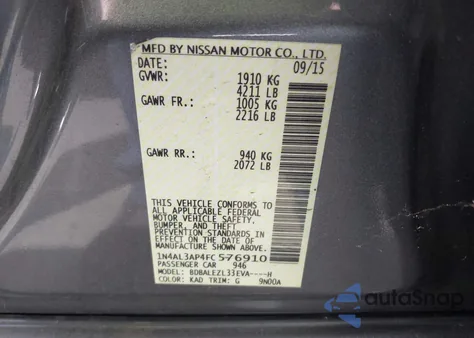 MFD BY NISSAN MOTOR CO., LTD.
DATE: 09/15
GVWR: 1910 KG
4211 LB
GAWR FR.: 1005 KG
2216 LB
GAWR RR.: 940 KG
2072 LB
THIS VEHICLE CONFORMS TO
ALL APPLICABLE FEDERAL
MOTOR VEHICLE SAFETY,
BUMPER, AND THEFT
PREVENTION STANDARDS IN
EFFECT ON THE DATE OF
MANUFACTURE SHOWN ABOVE.
1N4AL3AP4FC576910
PASSENGER CAR 946
MODEL: BDBALEZL33EVA----H
COLOR: KAD TRIM: G 9N00A
autoSnap